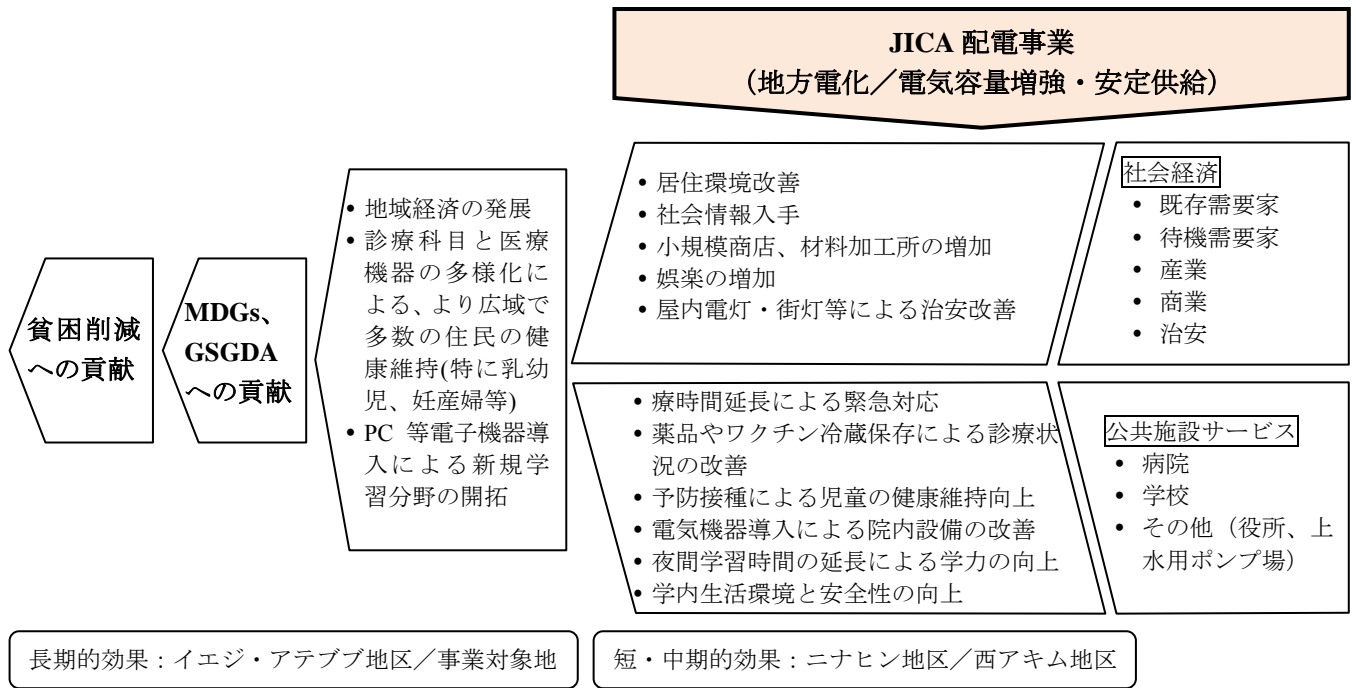 JICA 配電事業
（地方電化／電気容量増強・安定供給）
貧困削減
への貢献
MDGs、
GSGDA
への貢献
• 地域経済の発展
• 診療科目と医療
機器の多様化に
よる、より広域で
多数の住民の健
康維持(特に乳幼
児、妊産婦等)
• PC 等電子機器導
入による新規学
習分野の開拓
• 居住環境改善
• 社会情報入手
• 小規模商店、材料加工所の増加
• 娯楽の増加
• 屋内電灯・街灯等による治安改善
社会経済
• 既存需要家
• 待機需要家
• 産業
• 商業
• 治安
• 療時間延長による緊急対応
• 薬品やワクチン冷蔵保存による診療状
況の改善
• 予防接種による児童の健康維持向上
• 電気機器導入による院内設備の改善
• 夜間学習時間の延長による学力の向上
• 学内生活環境と安全性の向上
公共施設サービス
• 病院
• 学校
• その他（役所、上
水用ポンプ場）
長期的効果：イエジ・アテブブ地区／事業対象地
短・中期的効果：ニナヒン地区／西アキム地区